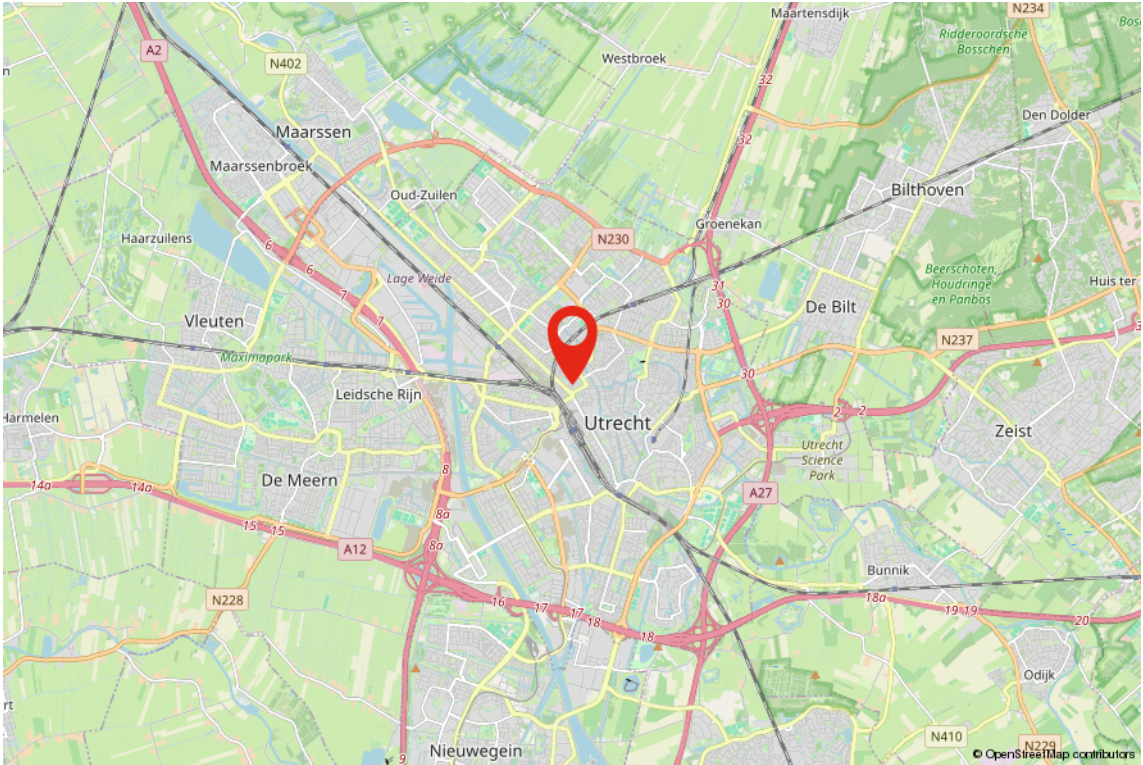 Maartensdijk
N234
A2
Ridderoordsche
Bosschen
N402
Westbroek
32
Den Dolder
Maarssen
32
Maarssenbroek
Bilthoven
Oud-Zuilen
Groenekan
Haarzuilens
N230
6
6
Lage Weide
Beerschoten,
Houdringe
en Panbos
Huis ter
31
30
7
7
De Bilt
Vleuten
N237
Máximapark
30
Leidsche Rijn
2
2
Harmelen
Utrecht
Zeist
Utrecht
Science
Park
8
De Meern
14a
14a
A27
8a
15
15
8a
A12
Bunnik
N228
16
17
17
18
18
18a
19
19
20
Odijk
N410
N229
Nieuwegein
9
© OpenStreetMap contributors